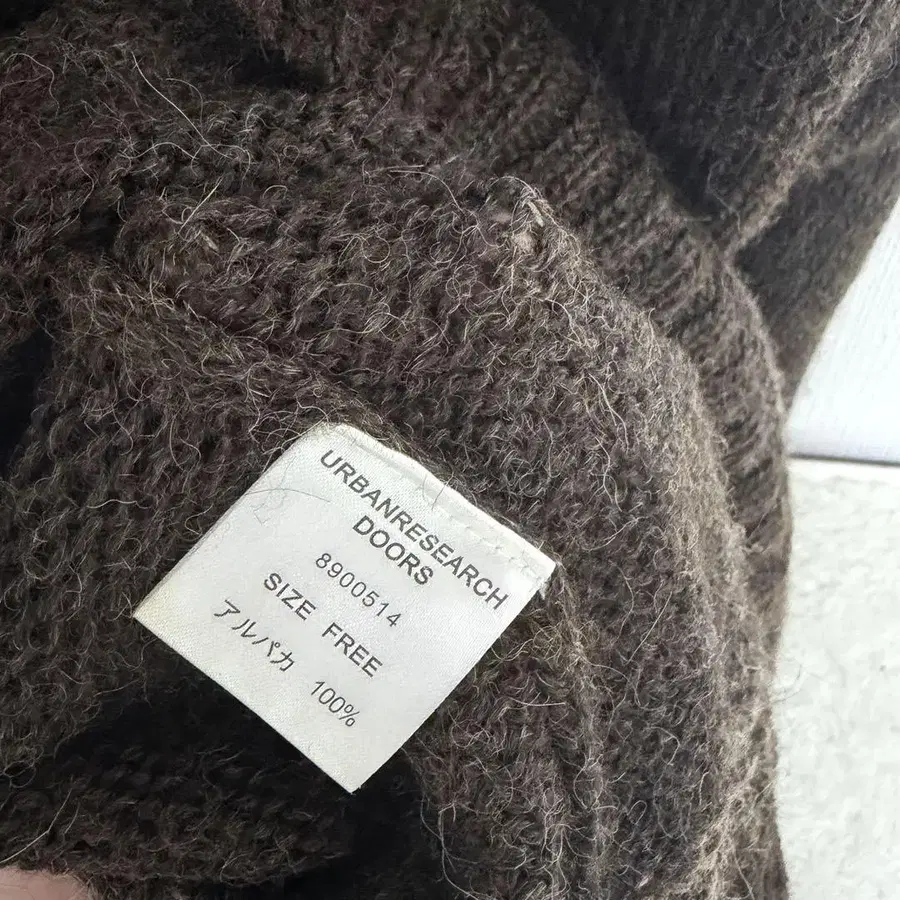 URBANRESEARCH
DOORS
8900514
SIZE FREE
アルパカ 100%